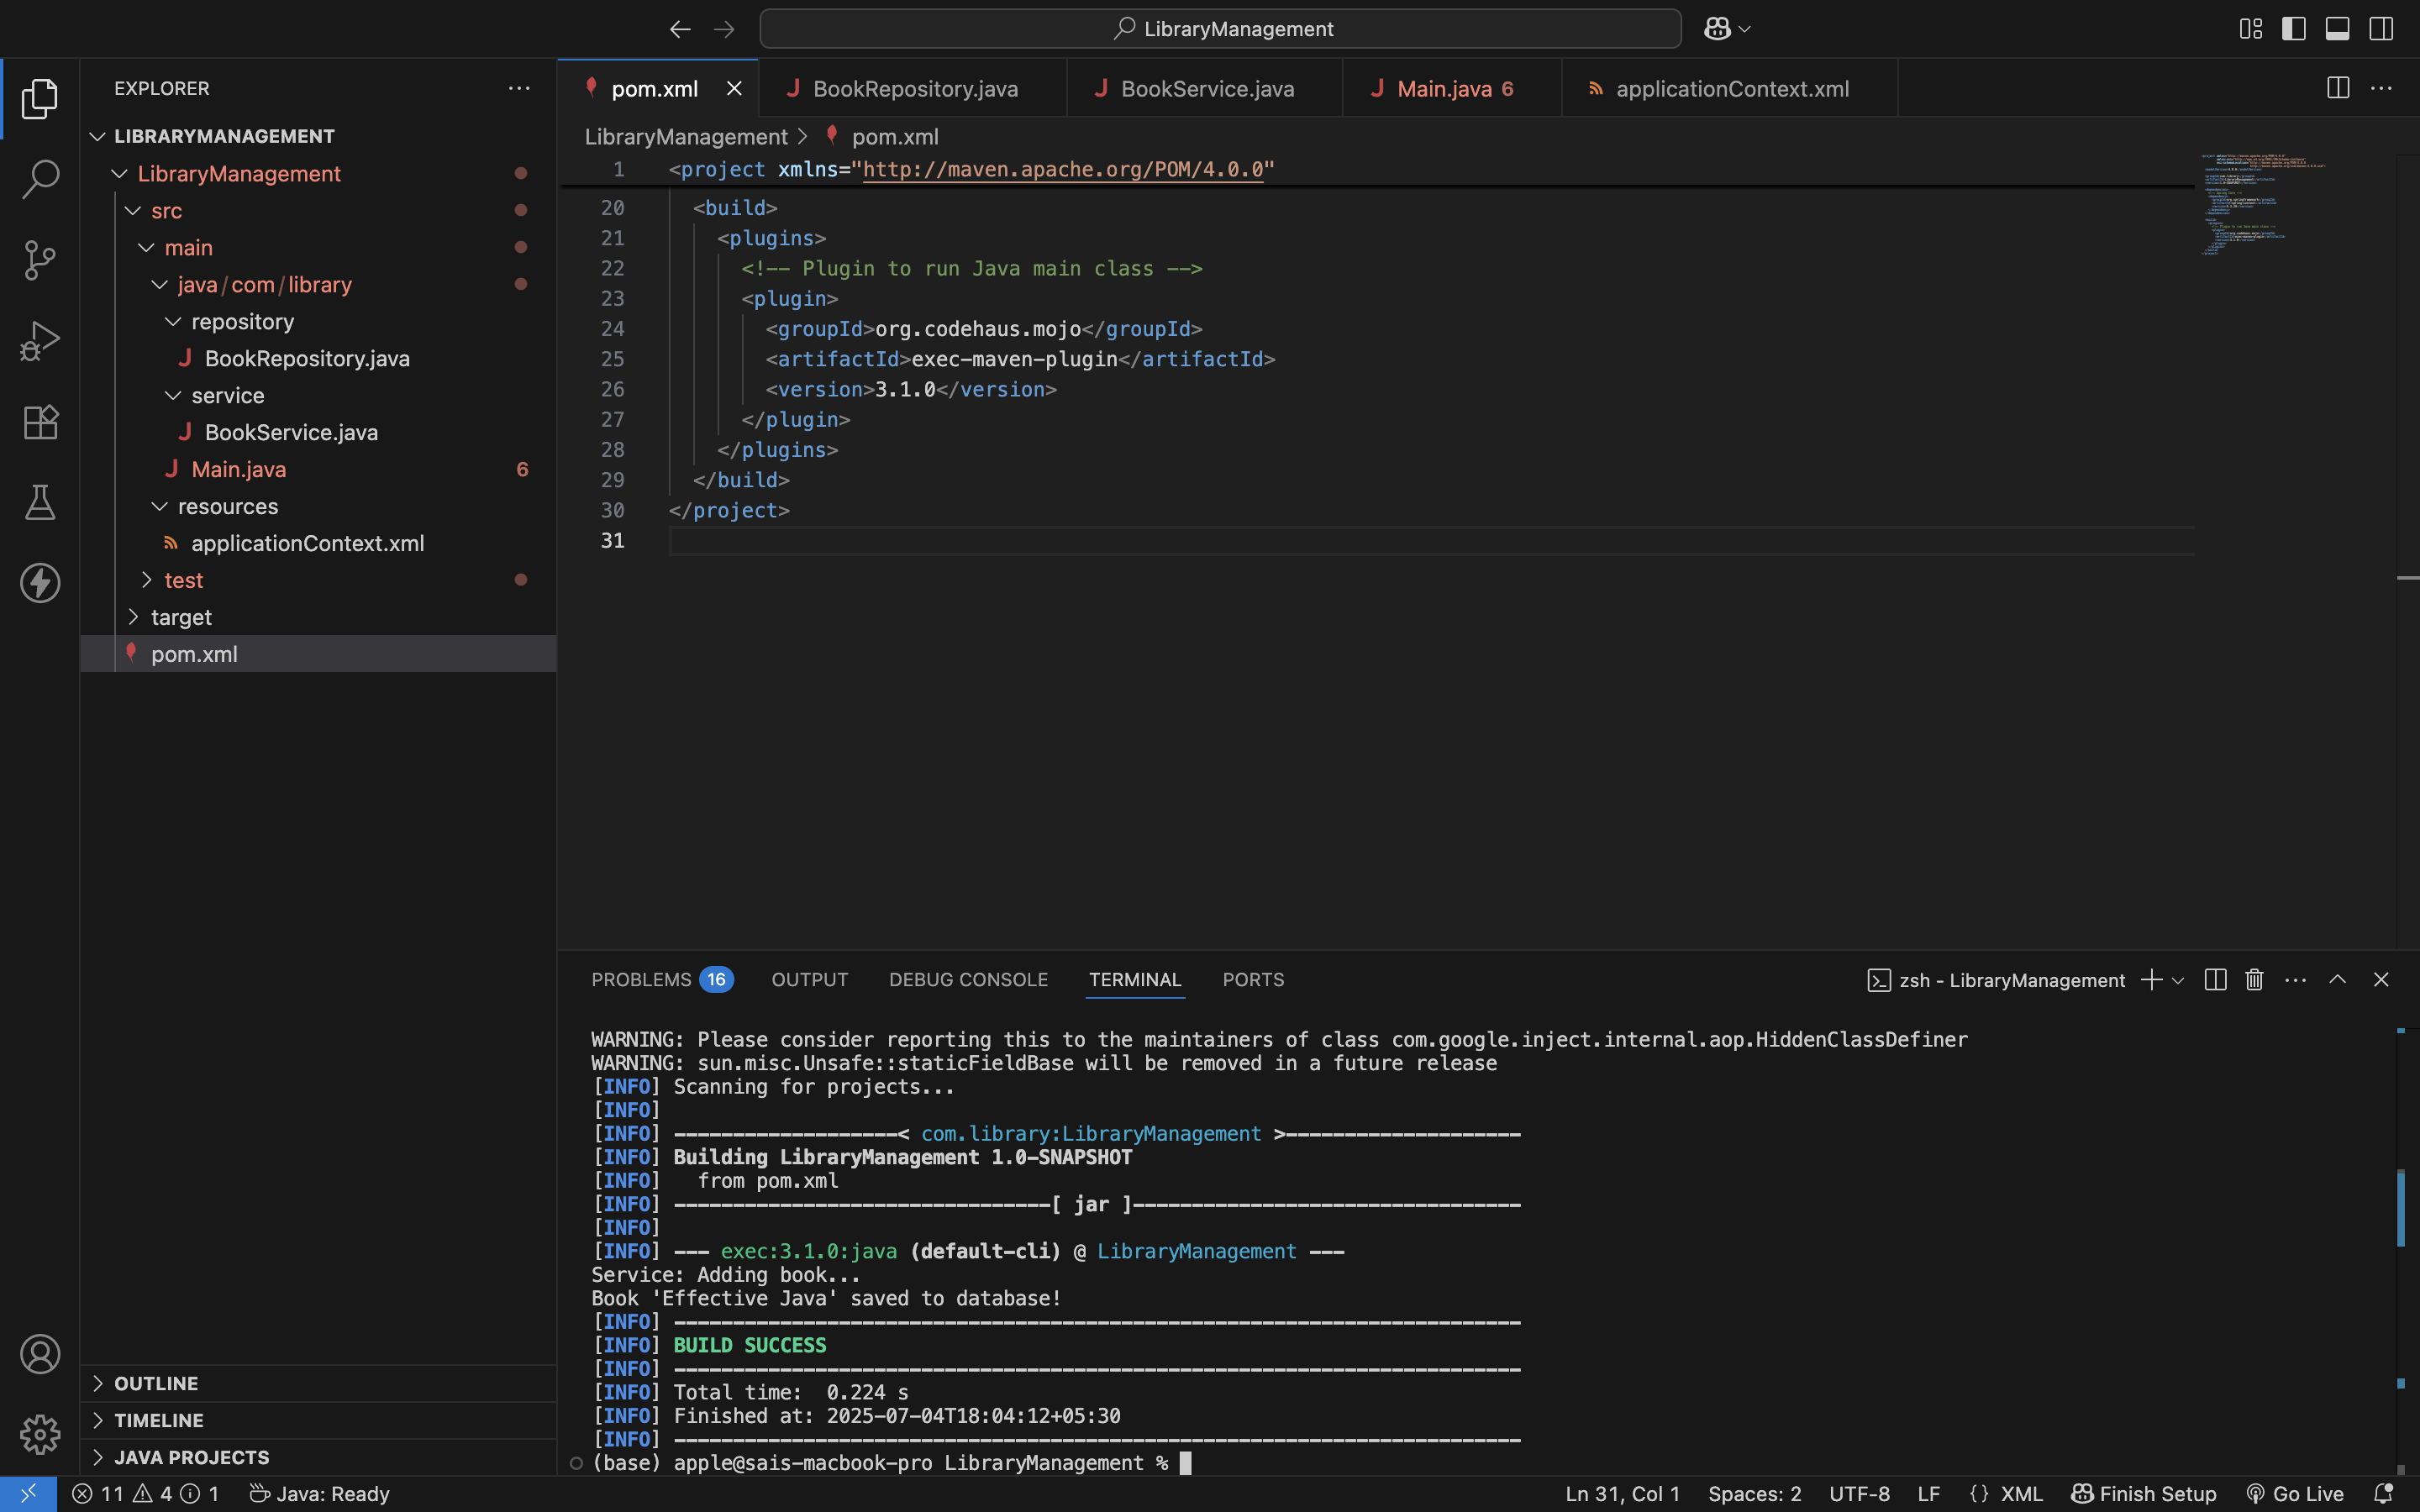 LibraryManagement
EXPLORER
LIBRARYMANAGEMENT
LibraryManagement
src
main
java/com/library
repository
BookRepository.java
service
BookService.java
Main.java 6
resources
applicationContext.xml
test
target
pom.xml
OUTLINE
TIMELINE
JAVA PROJECTS
pom.xml BookRepository.java BookService.java Main.java 6 applicationContext.xml
LibraryManagement > pom.xml
1 <project xmlns="http://maven.apache.org/POM/4.0.0"
20 <build>
21 <plugins>
22 <!-- Plugin to run Java main class -->
23 <plugin>
24 <groupId>org.codehaus.mojo</groupId>
25 <artifactId>exec-maven-plugin</artifactId>
26 <version>3.1.0</version>
27 </plugin>
28 </plugins>
29 </build>
30 </project>
31
PROBLEMS 16 OUTPUT DEBUG CONSOLE TERMINAL PORTS zsh - LibraryManagement
WARNING: Please consider reporting this to the maintainers of class com.google.inject.internal.aop.HiddenClassDefiner
WARNING: sun.misc.Unsafe::staticFieldBase will be removed in a future release
[INFO] Scanning for projects...
[INFO]
[INFO] -------------------< com.library:LibraryManagement >--------------------
[INFO] Building LibraryManagement 1.0-SNAPSHOT
[INFO]   from pom.xml
[INFO] --------------------------------[ jar ]---------------------------------
[INFO]
[INFO] --- exec:3.1.0:java (default-cli) @ LibraryManagement ---
Service: Adding book...
Book 'Effective Java' saved to database!
[INFO] ------------------------------------------------------------------------
[INFO] BUILD SUCCESS
[INFO] ------------------------------------------------------------------------
[INFO] Total time:  0.224 s
[INFO] Finished at: 2025-07-04T18:04:12+05:30
[INFO] ------------------------------------------------------------------------
(base) apple@sais-macbook-pro LibraryManagement %
11 4 1 Java: Ready Ln 31, Col 1 Spaces: 2 UTF-8 LF {} XML Finish Setup Go Live